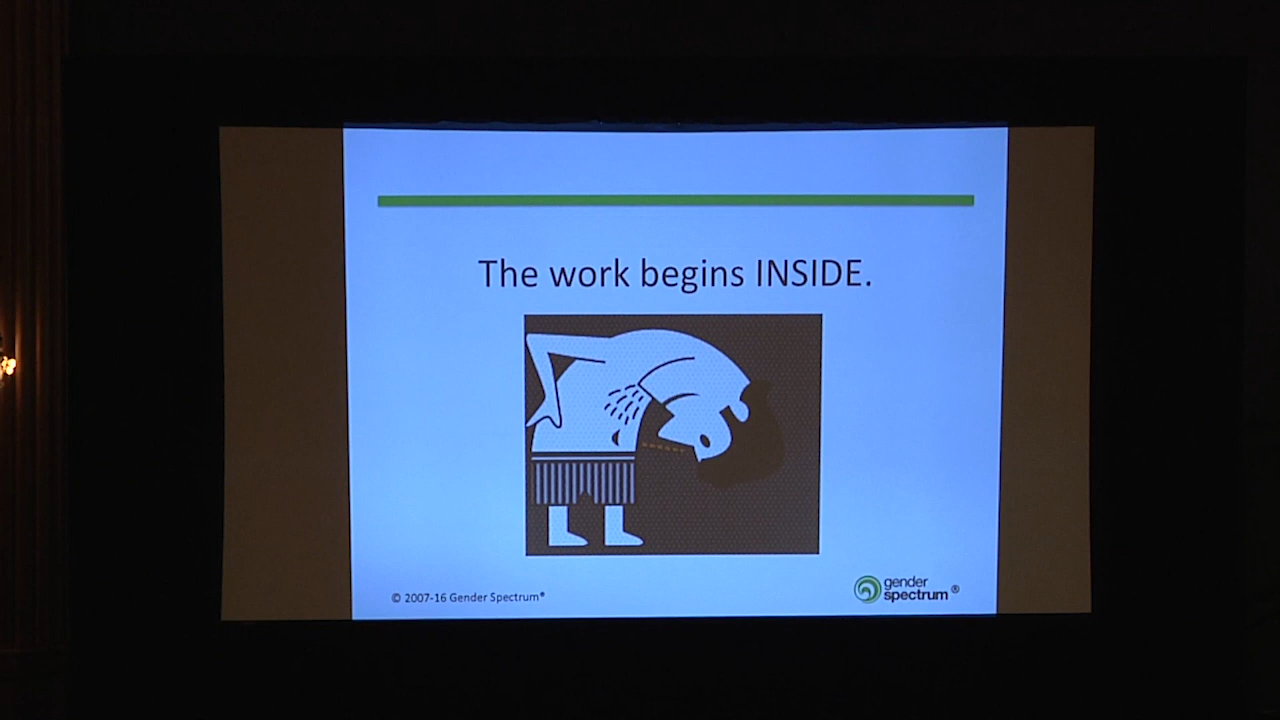 The work begins INSIDE.
© 2007-16 Gender Spectrum®
gender
spectrum ®